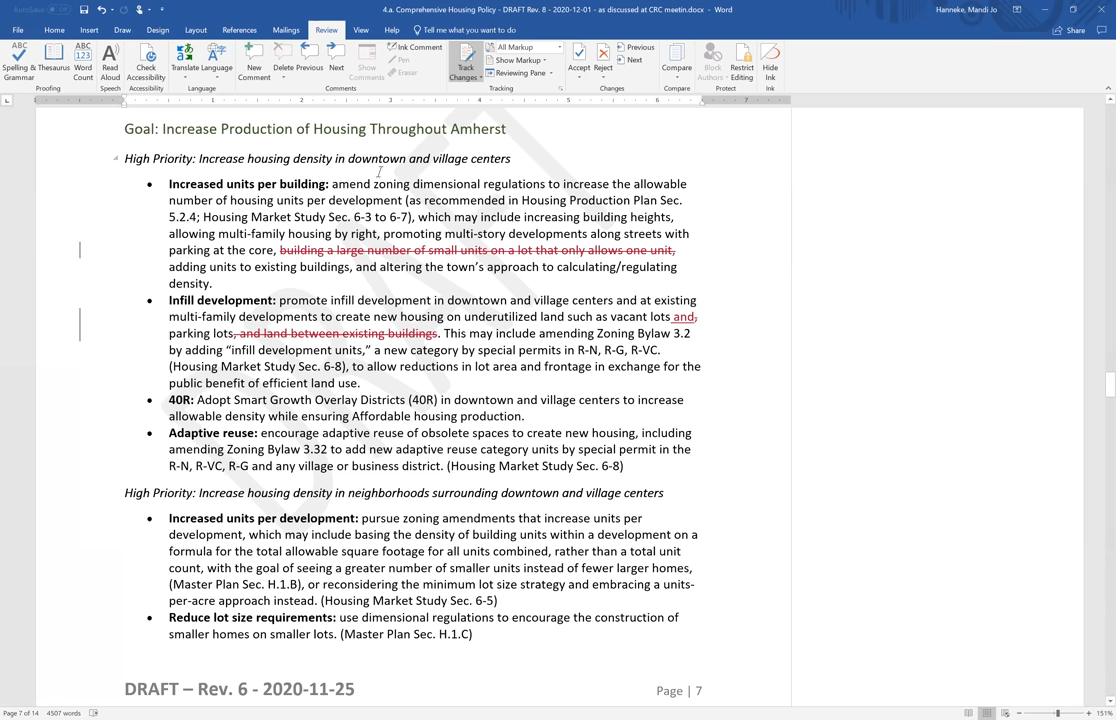 AutoSave Off
4.a. Comprehensive Housing Policy - DRAFT Rev. 8 - 2020-12-01 - as discussed at CRC meetin.docx - Word
Hanneke, Mandi Jo
File Home Insert Draw Design Layout References Mailings Review View Help Tell me what you want to do
Share
Spelling & Grammar
Thesaurus
Word Count
Read Aloud
Check Accessibility
Translate
Language
New Comment
Delete
Previous
Next
Show Comments
Ink Comment
Pen
Eraser
Track Changes
All Markup
Show Markup
Reviewing Pane
Accept
Reject
Previous
Next
Compare
Block Authors
Restrict Editing
Hide Ink
Proofing Speech Accessibility Language Comments Tracking Changes Compare Protect Ink
1 2 3 4 5 6 7
DRAFT
Goal: Increase Production of Housing Throughout Amherst
High Priority: Increase housing density in downtown and village centers
• Increased units per building: amend zoning dimensional regulations to increase the allowable
number of housing units per development (as recommended in Housing Production Plan Sec.
5.2.4; Housing Market Study Sec. 6-3 to 6-7), which may include increasing building heights,
allowing multi-family housing by right, promoting multi-story developments along streets with
parking at the core, building a large number of small units on a lot that only allows one unit,
adding units to existing buildings, and altering the town's approach to calculating/regulating
density.
• Infill development: promote infill development in downtown and village centers and at existing
multi-family developments to create new housing on underutilized land such as vacant lots and,
parking lots, and land between existing buildings. This may include amending Zoning Bylaw 3.2
by adding “infill development units,” a new category by special permits in R-N, R-G, R-VC.
(Housing Market Study Sec. 6-8), to allow reductions in lot area and frontage in exchange for the
public benefit of efficient land use.
• 40R: Adopt Smart Growth Overlay Districts (40R) in downtown and village centers to increase
allowable density while ensuring Affordable housing production.
• Adaptive reuse: encourage adaptive reuse of obsolete spaces to create new housing, including
amending Zoning Bylaw 3.32 to add new adaptive reuse category units by special permit in the
R-N, R-VC, R-G and any village or business district. (Housing Market Study Sec. 6-8)
High Priority: Increase housing density in neighborhoods surrounding downtown and village centers
• Increased units per development: pursue zoning amendments that increase units per
development, which may include basing the density of building units within a development on a
formula for the total allowable square footage for all units combined, rather than a total unit
count, with the goal of seeing a greater number of smaller units instead of fewer larger homes,
(Master Plan Sec. H.1.B), or reconsidering the minimum lot size strategy and embracing a units-
per-acre approach instead. (Housing Market Study Sec. 6-5)
• Reduce lot size requirements: use dimensional regulations to encourage the construction of
smaller homes on smaller lots. (Master Plan Sec. H.1.C)
DRAFT – Rev. 6 - 2020-11-25
Page | 7
Page 7 of 14 4507 words
151%